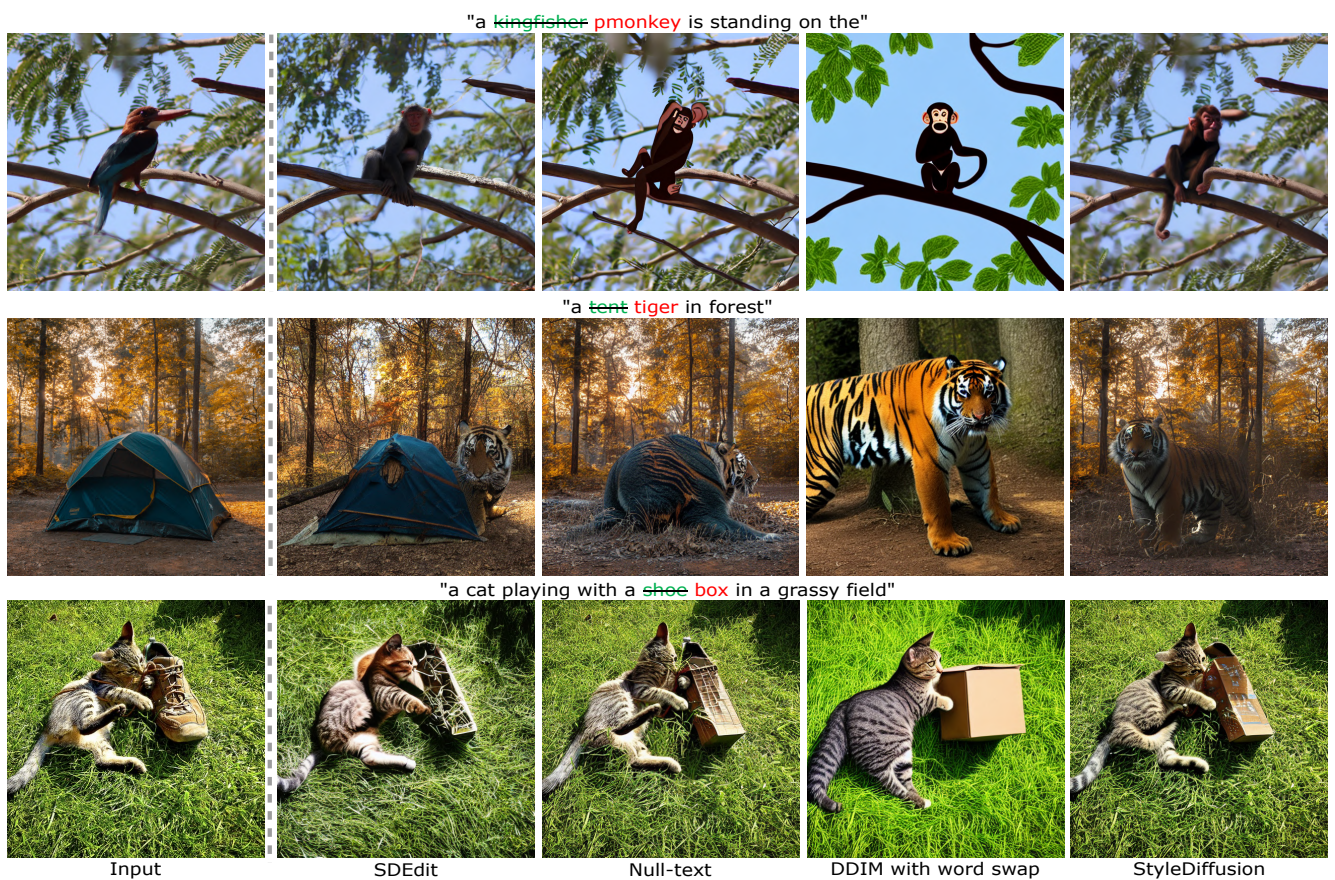 "a kingfisher pmonkey is standing on the"
"a tent tiger in forest"
"a cat playing with a shoe box in a grassy field"
Input SDEdit Null-text DDIM with word swap StyleDiffusion